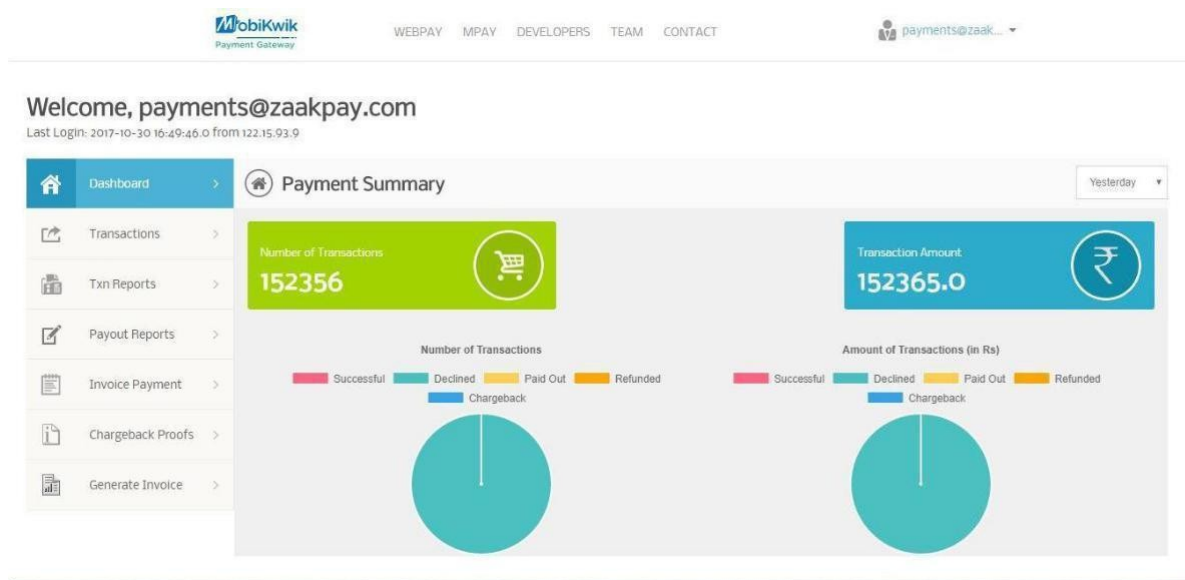 MobiKwik
Payment Gateway
WEBPAY MPAY DEVELOPERS TEAM CONTACT
payments@zaak...
Welcome, payments@zaakpay.com
Last Login: 2017-10-30 16:49:46.0 from 122.15.93.9
Dashboard
Transactions
Txn Reports
Payout Reports
Invoice Payment
Chargeback Proofs
Generate Invoice
Payment Summary
Yesterday
Number of Transactions
152356
Transaction Amount
152365.0
Number of Transactions
Successful Declined Paid Out Refunded
Chargeback
Amount of Transactions (in Rs)
Successful Declined Paid Out Refunded
Chargeback